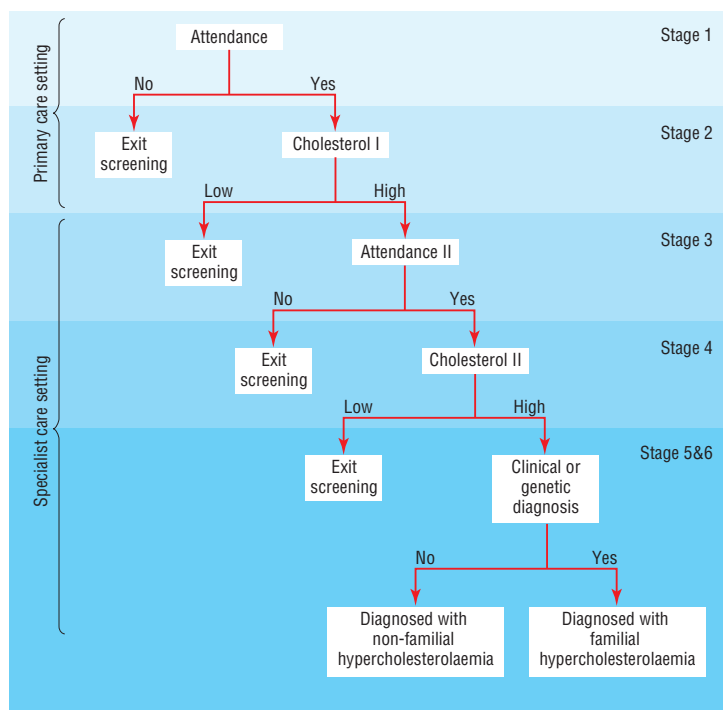 Attendance
Stage 1
Primary care setting
No
Yes
Exit
screening
Cholesterol I
Stage 2
Low
High
Exit
screening
Attendance II
Stage 3
Specialist care setting
No
Yes
Exit
screening
Cholesterol II
Stage 4
Low
High
Exit
screening
Clinical or
genetic
diagnosis
Stage 5&6
No
Yes
Diagnosed with
non-familial
hypercholesterolaemia
Diagnosed with
familial
hypercholesterolaemia